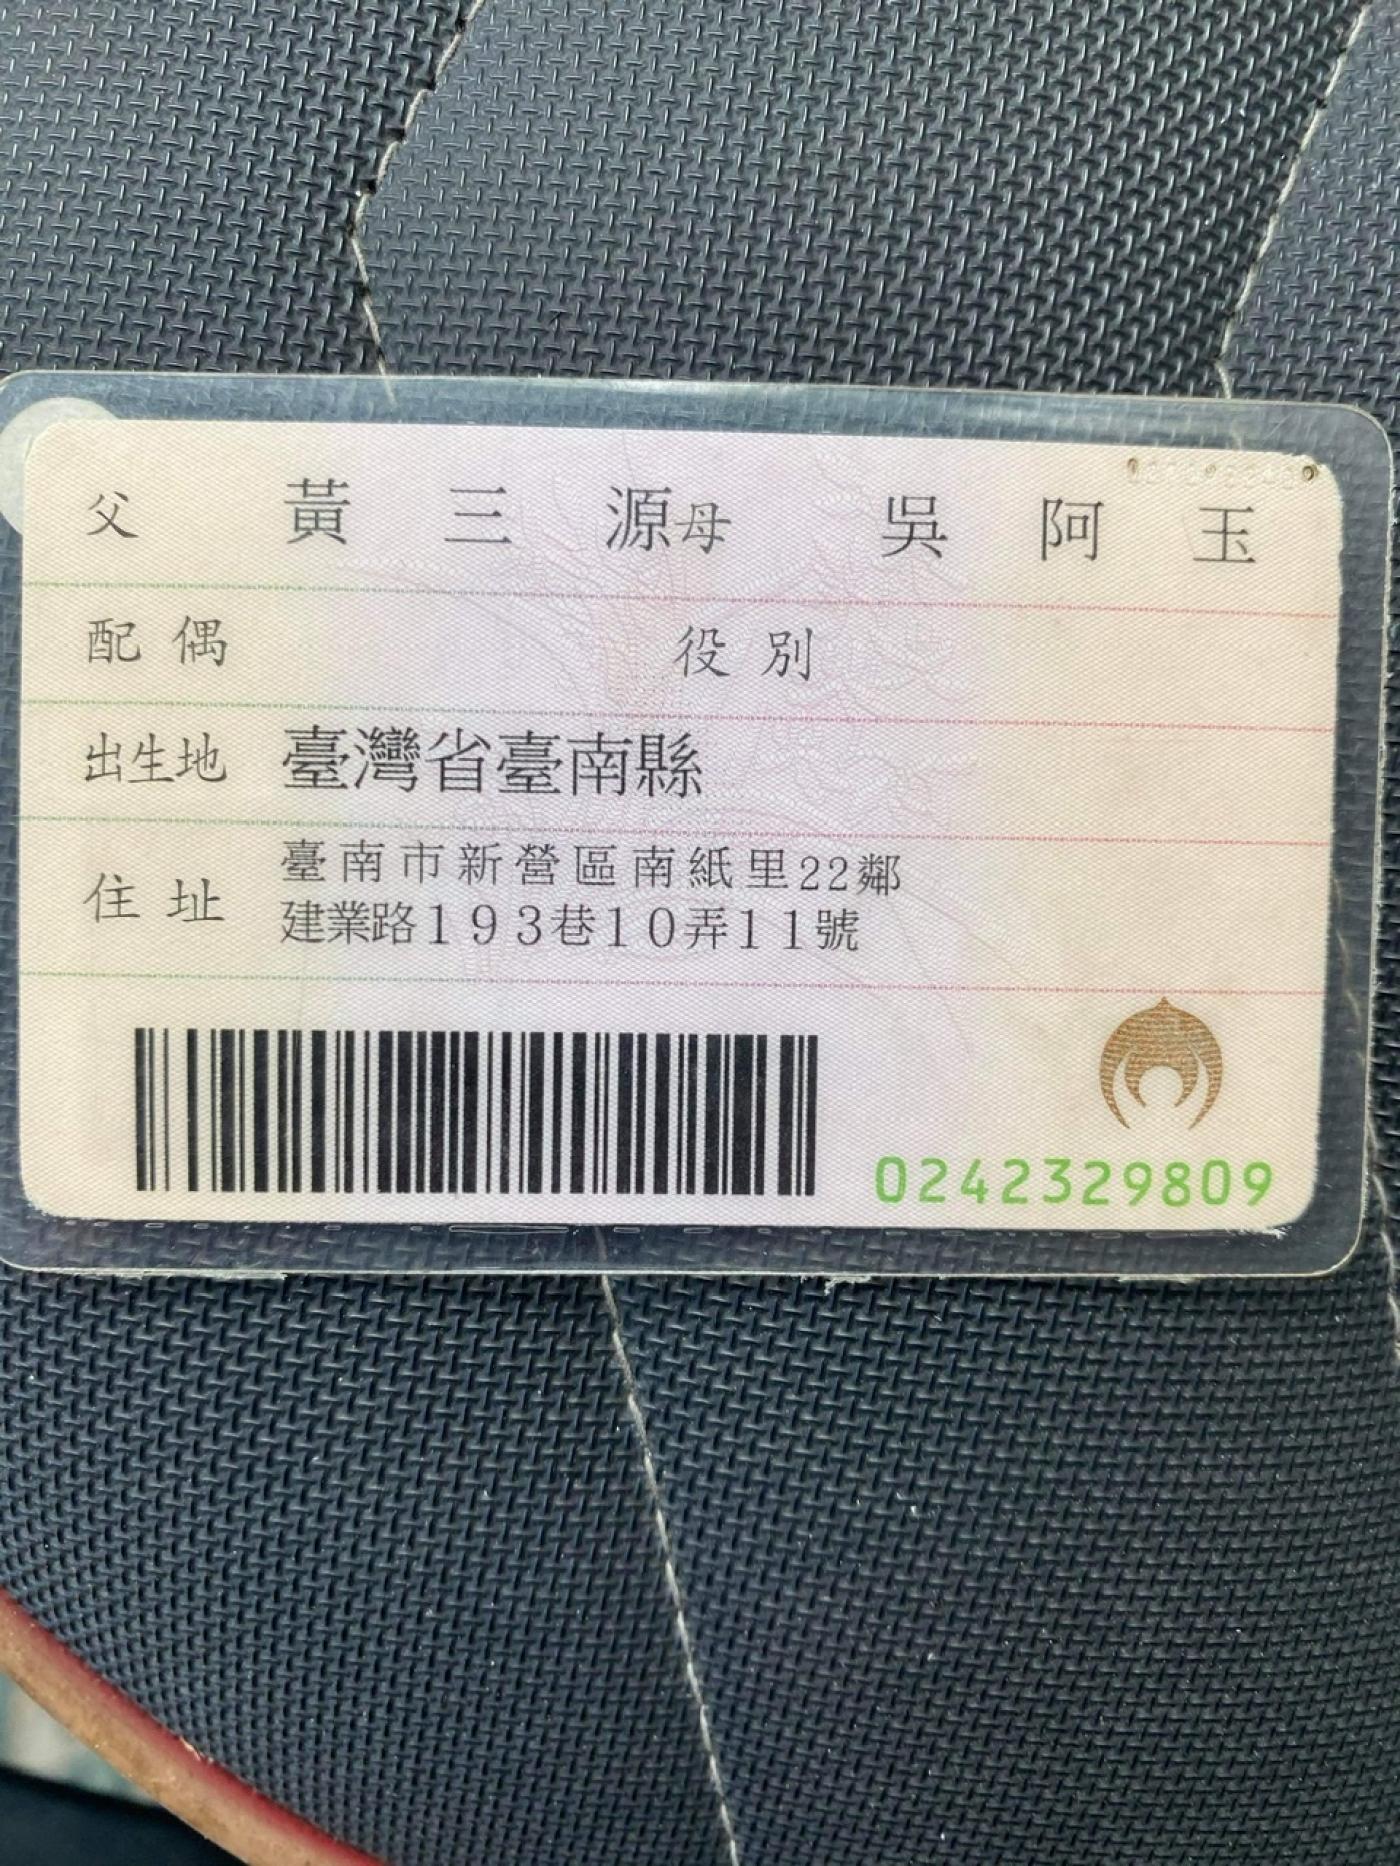 父 黃三源 母 吳阿玉
配偶 役別
出生地 臺灣省臺南縣
住址 臺南市新營區南紙里22鄰
建業路193巷10弄11號
0242329809